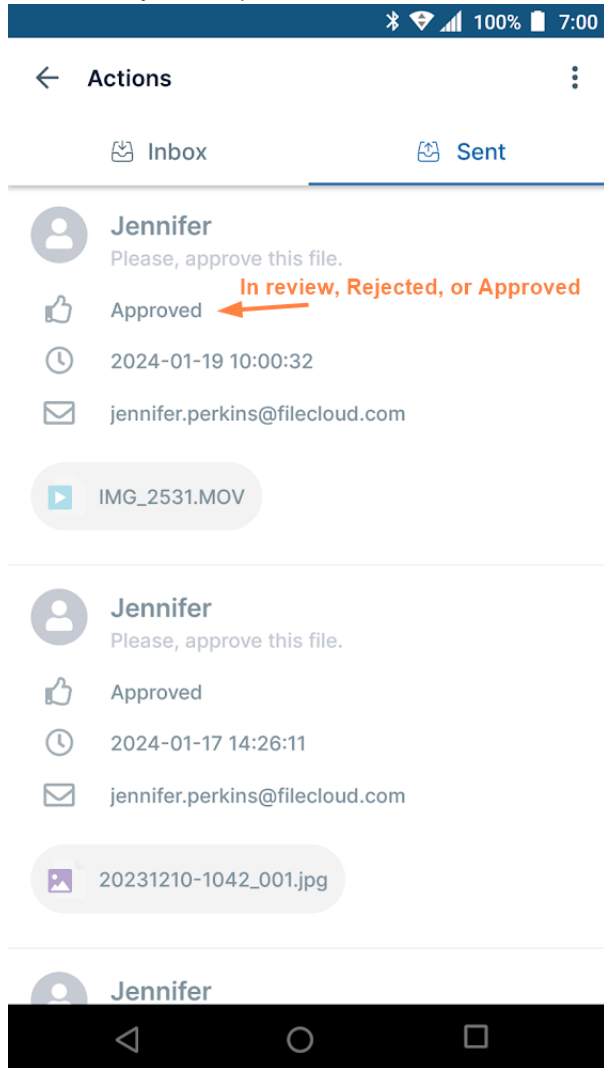 100% 7:00
Actions
Inbox Sent
Jennifer
Please, approve this file.
In review, Rejected, or Approved
Approved
2024-01-19 10:00:32
jennifer.perkins@filecloud.com
IMG_2531.MOV
Jennifer
Please, approve this file.
Approved
2024-01-17 14:26:11
jennifer.perkins@filecloud.com
20231210-1042_001.jpg
Jennifer